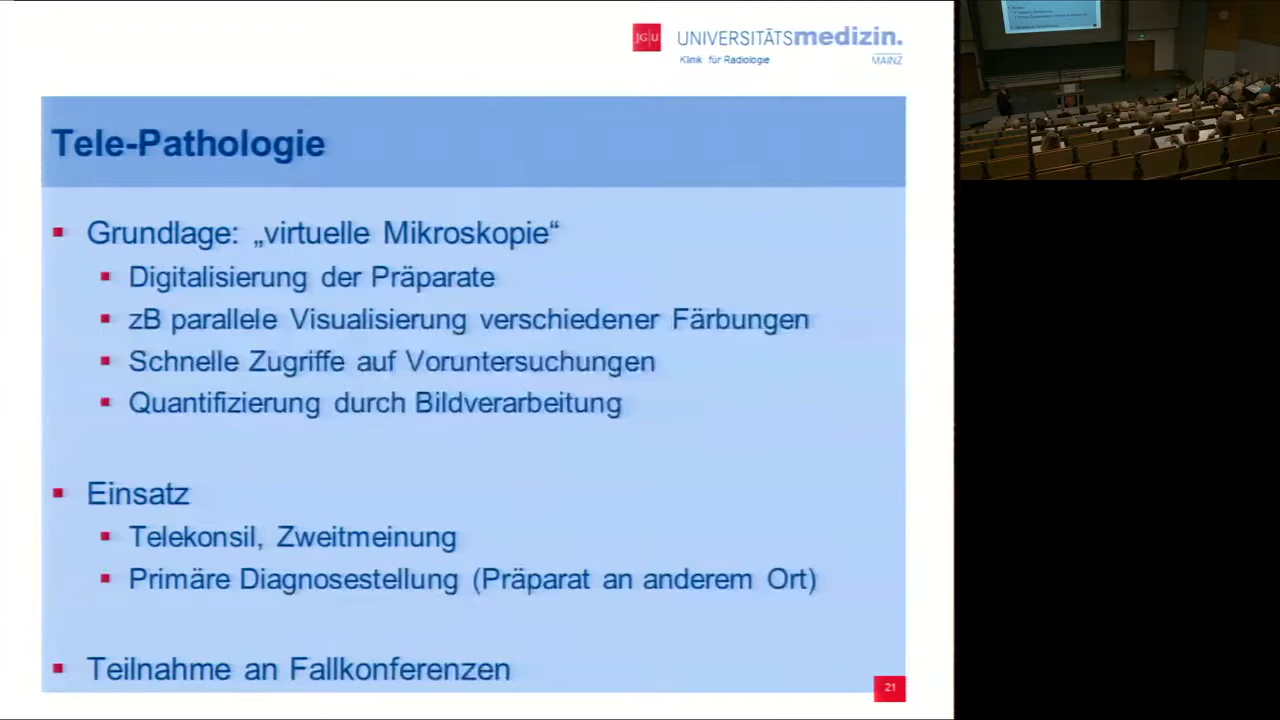 JG|U
UNIVERSITÄTSmedizin.
Klinik für Radiologie
MAINZ
Tele-Pathologie
Grundlage: „virtuelle Mikroskopie“
Digitalisierung der Präparate
zB parallele Visualisierung verschiedener Färbungen
Schnelle Zugriffe auf Voruntersuchungen
Quantifizierung durch Bildverarbeitung
Einsatz
Telekonsil, Zweitmeinung
Primäre Diagnosestellung (Präparat an anderem Ort)
Teilnahme an Fallkonferenzen
21